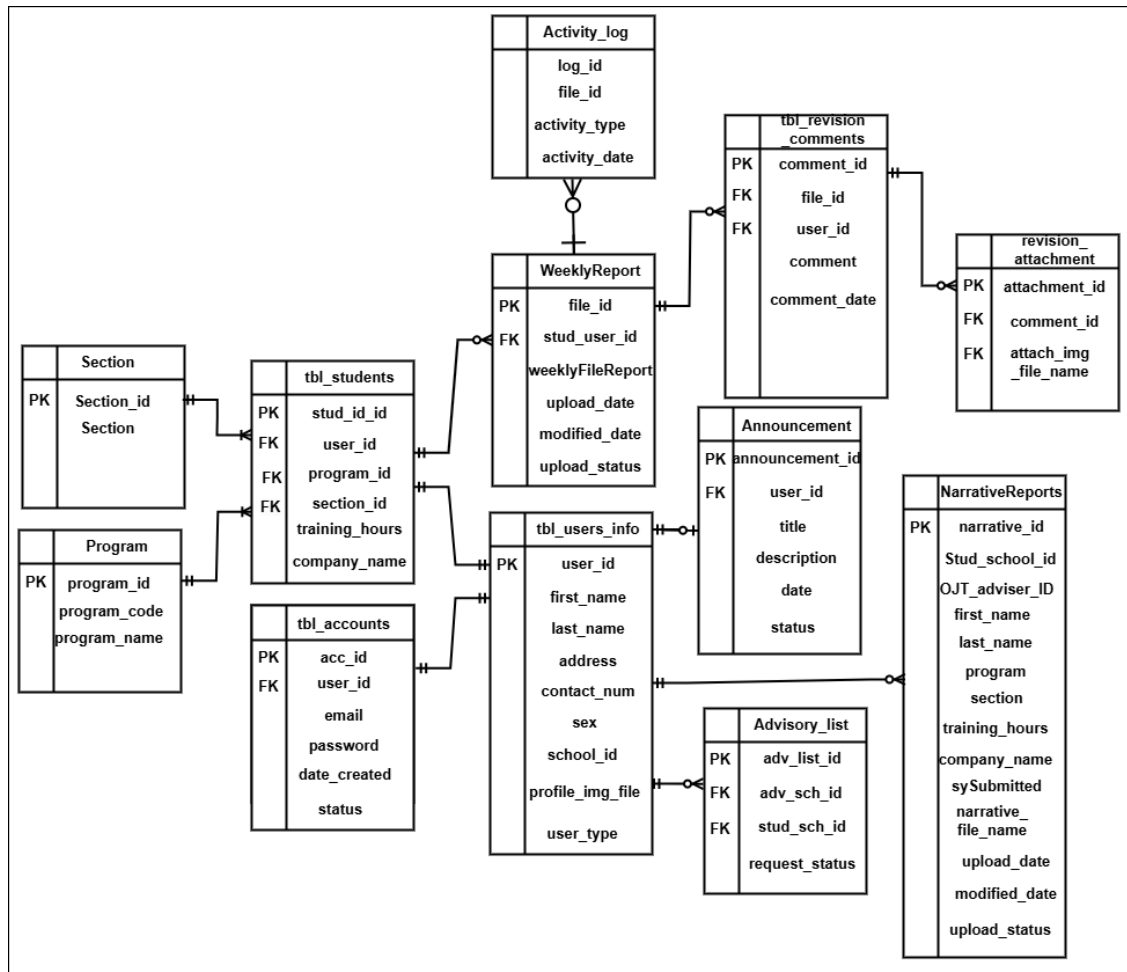 Activity_log
log_id
file_id
activity_type
activity_date
tbl_revision
_comments
PK comment_id
FK file_id
FK user_id
comment
comment_date
revision_
attachment
PK attachment_id
FK comment_id
FK attach_img
_file_name
WeeklyReport
PK file_id
FK stud_user_id
weeklyFileReport
upload_date
modified_date
upload_status
Section
PK Section_id
Section
tbl_students
PK stud_id_id
FK user_id
FK program_id
FK section_id
training_hours
company_name
Program
PK program_id
program_code
program_name
tbl_accounts
PK acc_id
FK user_id
email
password
date_created
status
tbl_users_info
PK user_id
first_name
last_name
address
contact_num
sex
school_id
profile_img_file
user_type
Announcement
PK announcement_id
FK user_id
title
description
date
status
Advisory_list
PK adv_list_id
FK adv_sch_id
FK stud_sch_id
request_status
NarrativeReports
PK narrative_id
Stud_school_id
OJT_adviser_ID
first_name
last_name
program
section
training_hours
company_name
sySubmitted
narrative_
file_name
upload_date
modified_date
upload_status